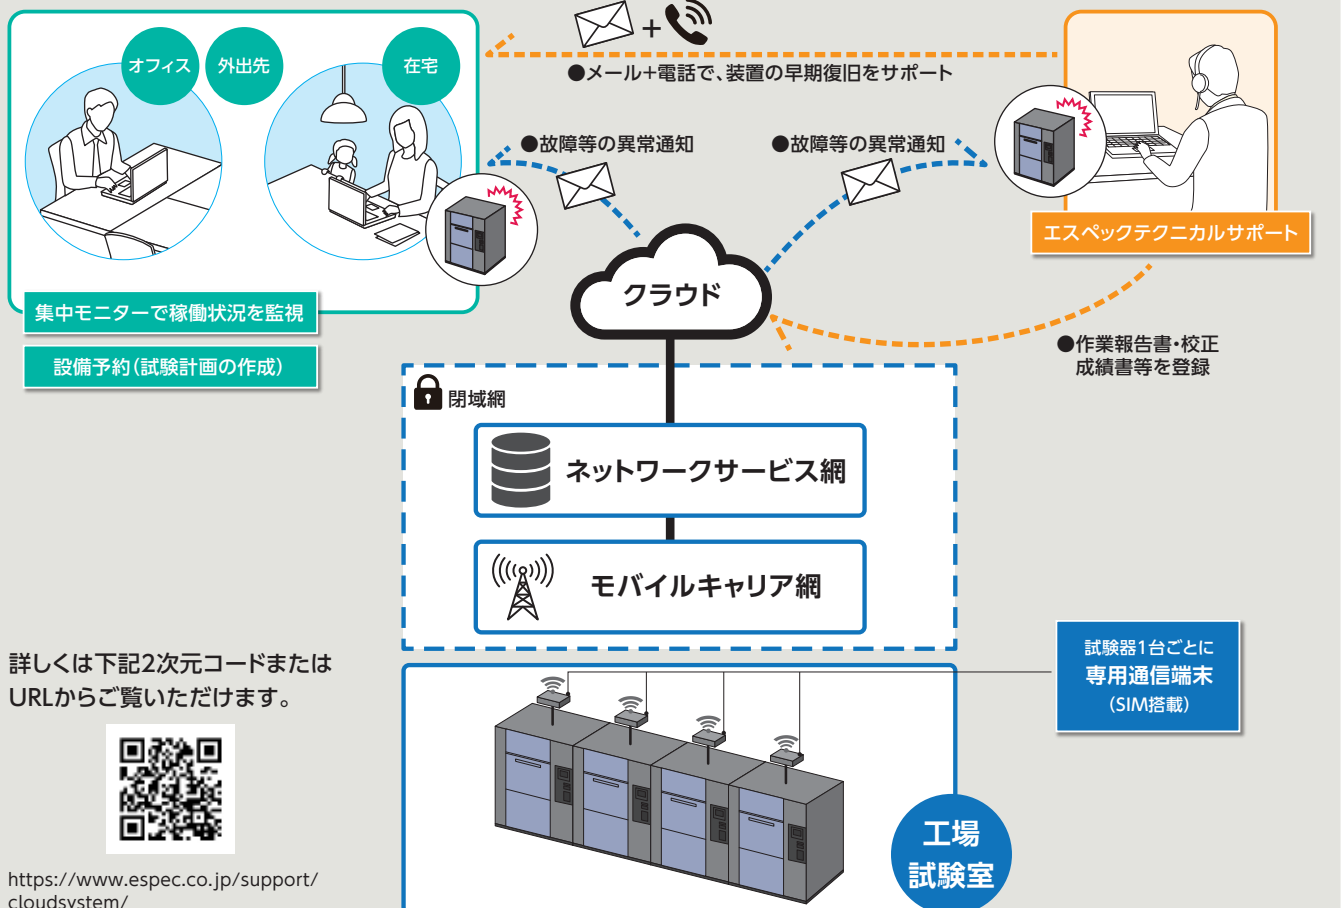 オフィス
外出先
在宅
●メール+電話で、装置の早期復旧をサポート
●故障等の異常通知
●故障等の異常通知
エスペックテクニカルサポート
クラウド
集中モニターで稼働状況を監視
設備予約(試験計画の作成)
●作業報告書・校正
成績書等を登録
閉域網
ネットワークサービス網
モバイルキャリア網
試験器1台ごとに
専用通信端末
(SIM搭載)
詳しくは下記2次元コードまたは
URLからご覧いただけます。
工場
試験室
https://www.espec.co.jp/support/
cloudsystem/